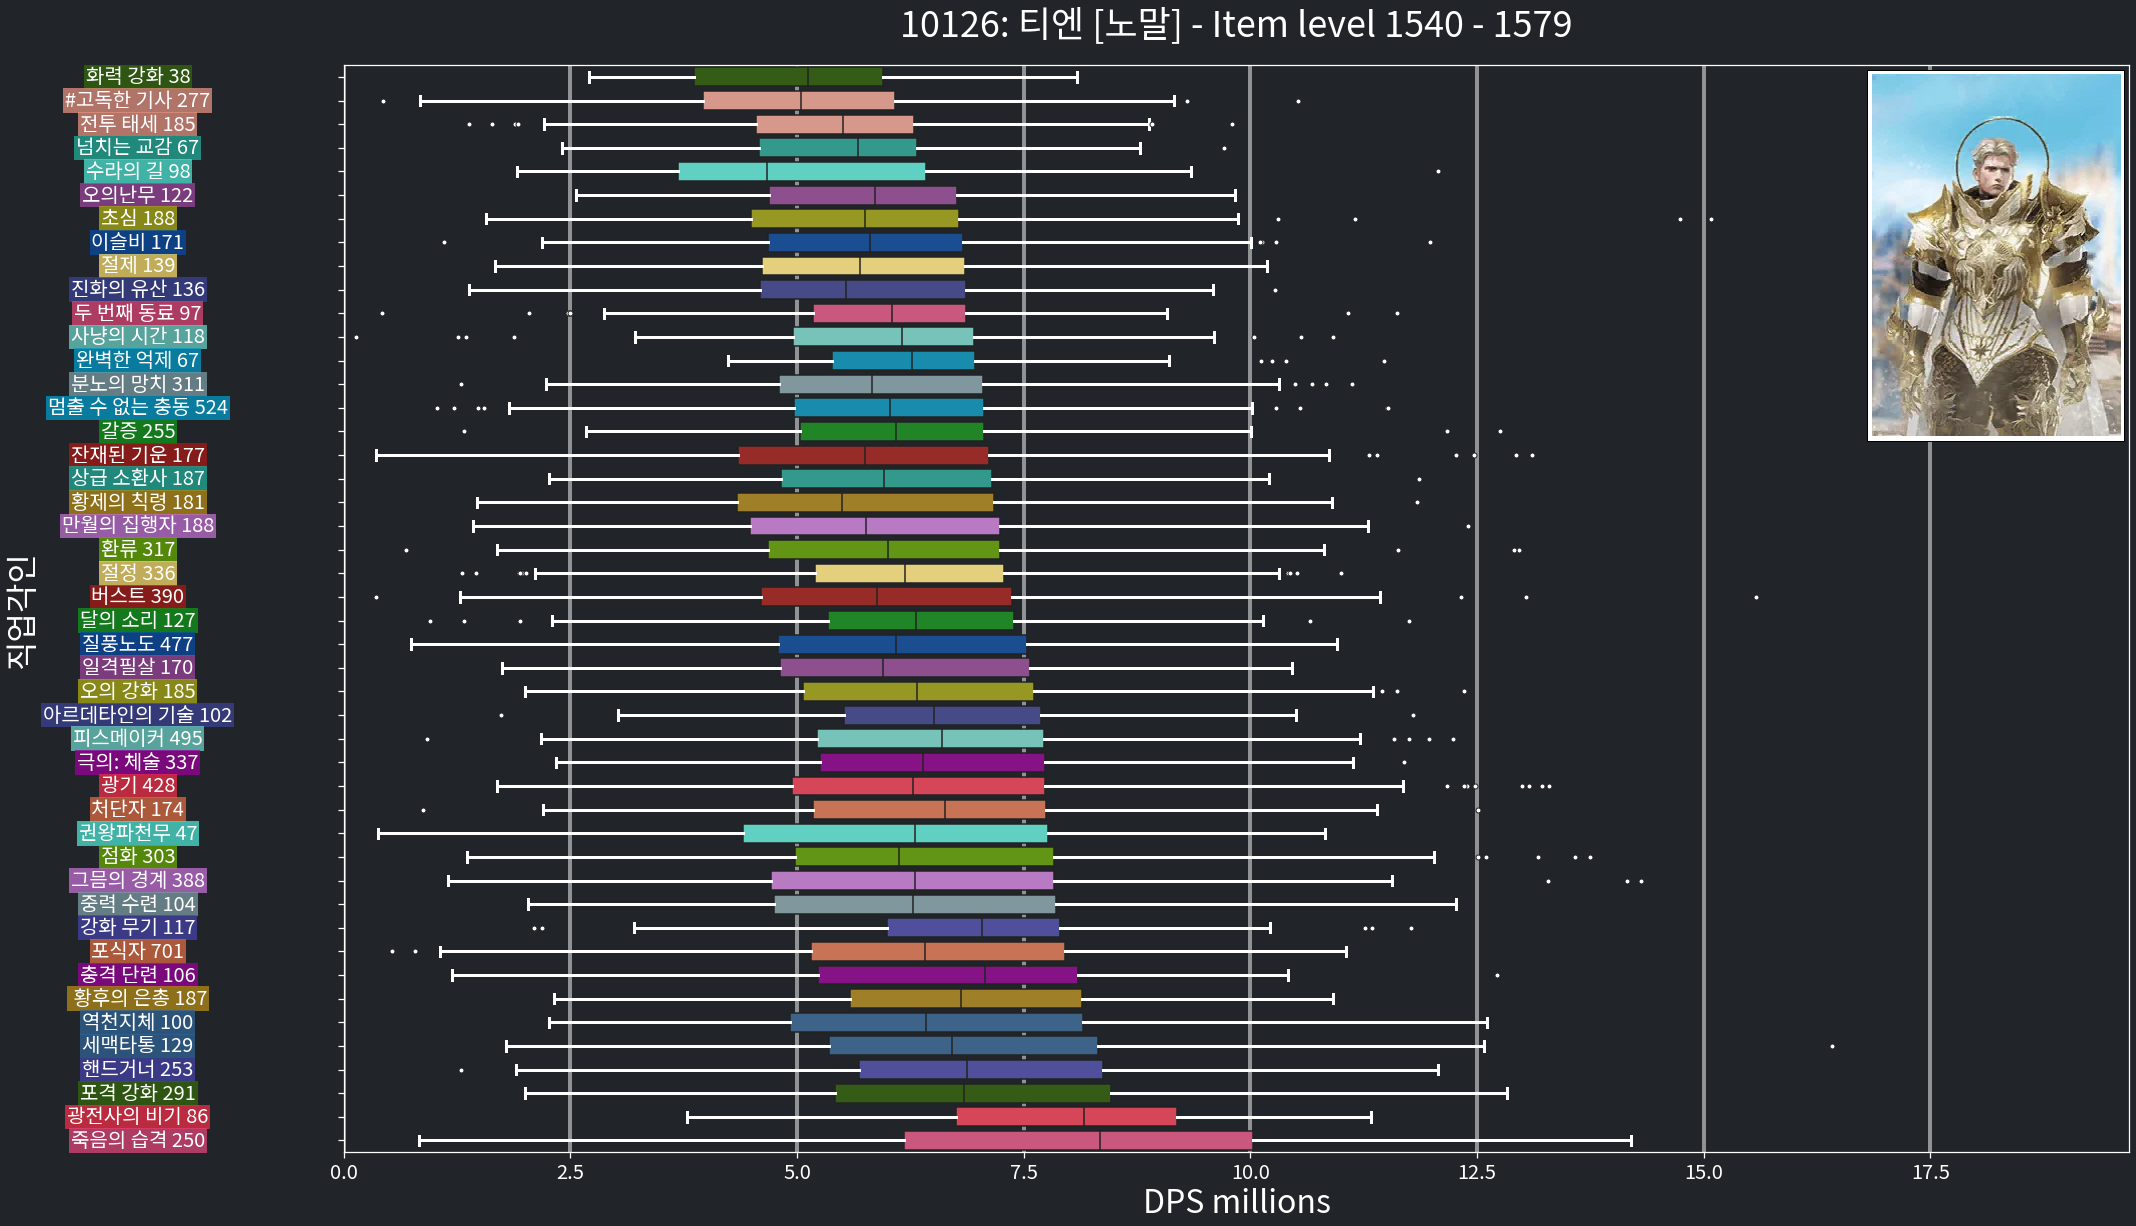 10126: 티엔 [노말] - Item level 1540 - 1579
직업각인
화력 강화 38
#고독한 기사 277
전투 태세 185
넘치는 교감 67
수라의 길 98
오의난무 122
초심 188
이슬비 171
절제 139
진화의 유산 136
두 번째 동료 97
사냥의 시간 118
완벽한 억제 67
분노의 망치 311
멈출 수 없는 충동 524
갈증 255
잔재된 기운 177
상급 소환사 187
황제의 칙령 181
만월의 집행자 188
환류 317
절정 336
버스트 390
달의 소리 127
질풍노도 477
일격필살 170
오의 강화 185
아르데타인의 기술 102
피스메이커 495
극의: 체술 337
광기 428
처단자 174
권왕파천무 47
점화 303
그믐의 경계 388
중력 수련 104
강화 무기 117
포식자 701
충격 단련 106
황후의 은총 187
역천지체 100
세맥타통 129
핸드거너 253
포격 강화 291
광전사의 비기 86
죽음의 습격 250
0.0 2.5 5.0 7.5 10.0 12.5 15.0 17.5
DPS millions